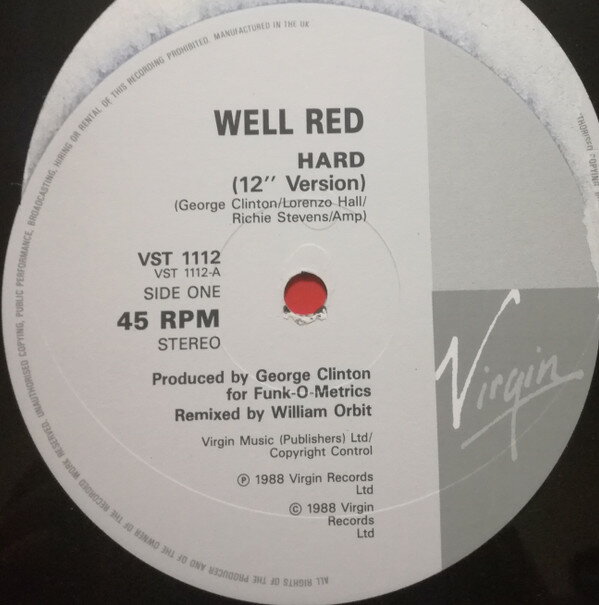 ALL RIGHTS OF THE PRODUCER AND OF THE OWNER OF THE RECORDED WORK RESERVED. UNAUTHORISED COPYING, PUBLIC PERFORMANCE, BROADCASTING, HIRING OR RENTAL OF THIS RECORDING PROHIBITED. MANUFACTURED IN THE UK
WELL RED
HARD
(12″ Version)
(George Clinton/Lorenzo Hall/
Richie Stevens/Amp)
VST 1112
VST 1112-A
SIDE ONE
45 RPM
STEREO
Virgin
Produced by George Clinton
for Funk-O-Metrics
Remixed by William Orbit
Virgin Music (Publishers) Ltd/
Copyright Control
℗ 1988 Virgin Records
Ltd
© 1988 Virgin
Records
Ltd